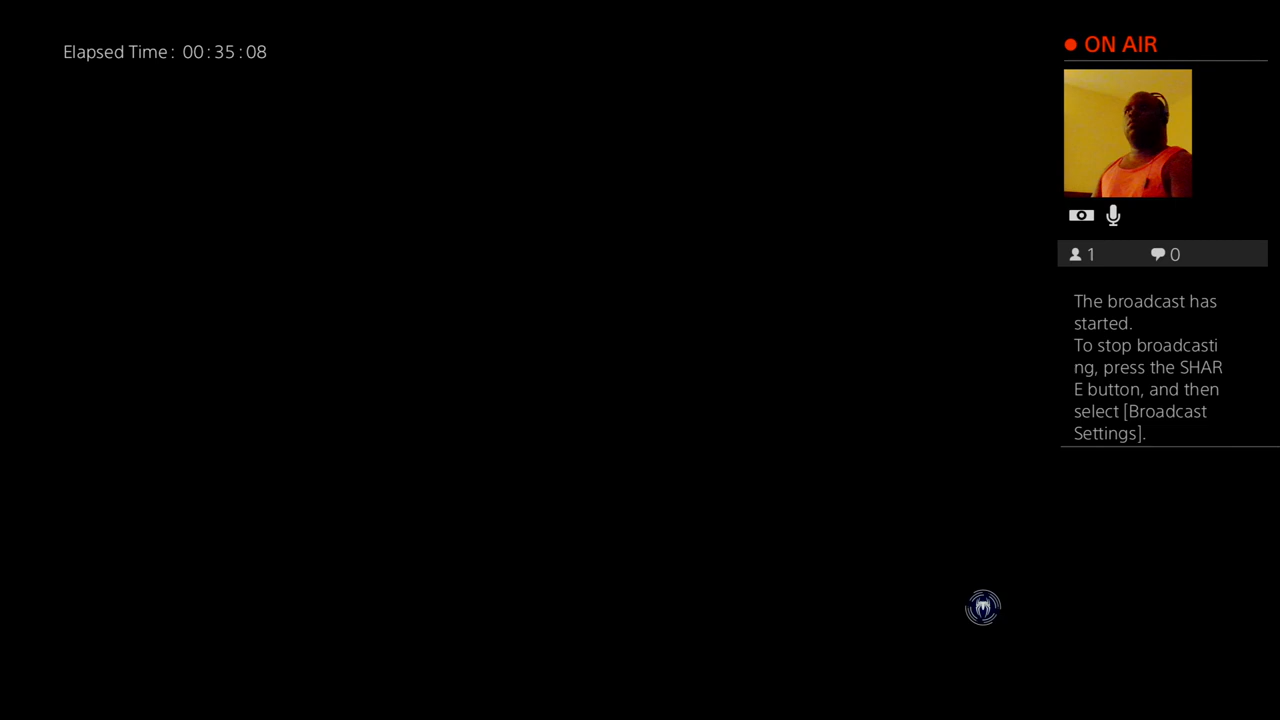 Elapsed Time: 00:35:08
ON AIR
1 0
The broadcast has
started.
To stop broadcasti
ng, press the SHAR
E button, and then
select [Broadcast
Settings].